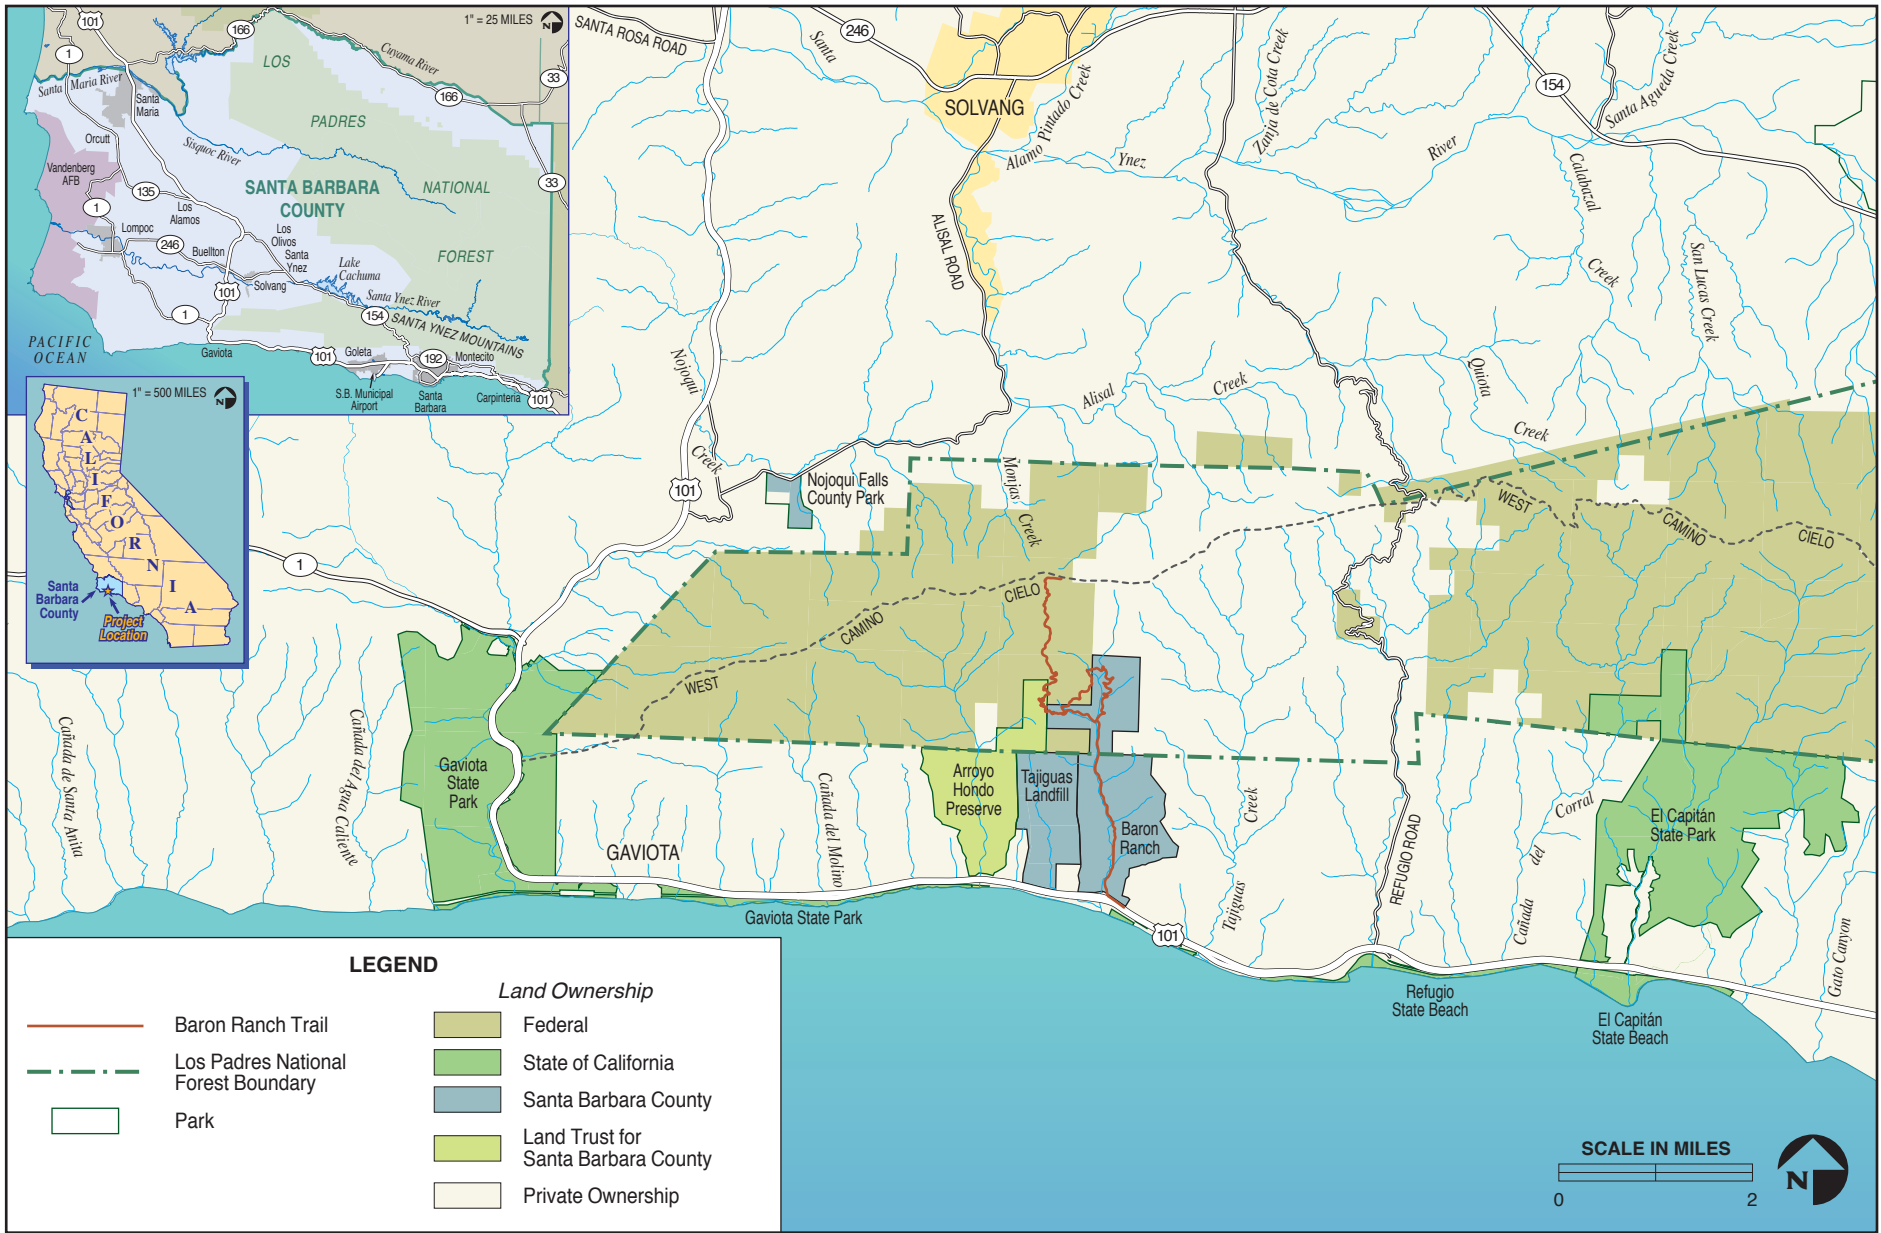 1" = 25 MILES
N
101
166
1
Cuyama River
33
LOS
Santa Maria River
Santa
Maria
166
PADRES
Orcutt
Sisquoc River
Vandenberg
AFB
135
SANTA BARBARA
COUNTY
NATIONAL
33
1
Los
Alamos
Lompoc
246
Los
Olivos
Buellton
Santa
Ynez
FOREST
Lake
Cachuma
Solvang
101
Santa Ynez River
1
154
SANTA YNEZ MOUNTAINS
PACIFIC
OCEAN
Gaviota
101
Goleta
192
Montecito
S.B. Municipal
Airport
Santa
Barbara
Carpinteria
101
1" = 500 MILES
N
CALIFORNIA
Santa
Barbara
County
Project
Location
SANTA ROSA ROAD
Santa
246
SOLVANG
Alamo Pintado Creek
Ynez
Zanja de Cota Creek
River
154
Santa Agueda Creek
Calabazal
Creek
San Lucas Creek
ALISAL ROAD
Nojoqui
Creek
Alisal
Creek
Quiota
Creek
101
Nojoqui Falls
County Park
Monjas
Creek
WEST
CAMINO
CIELO
1
CIELO
CAMINO
WEST
Cañada de Santa Anita
Cañada del Agua Caliente
Gaviota
State
Park
GAVIOTA
Cañada del Molino
Arroyo
Hondo
Preserve
Tajiguas
Landfill
Baron
Ranch
Tajiguas
Creek
REFUGIO ROAD
Cañada
del
Corral
El Capitán
State Park
Gato Canyon
Gaviota State Park
101
Refugio
State Beach
El Capitán
State Beach
LEGEND
Land Ownership
Baron Ranch Trail
Los Padres National
Forest Boundary
Park
Federal
State of California
Santa Barbara County
Land Trust for
Santa Barbara County
Private Ownership
SCALE IN MILES
0
2
N